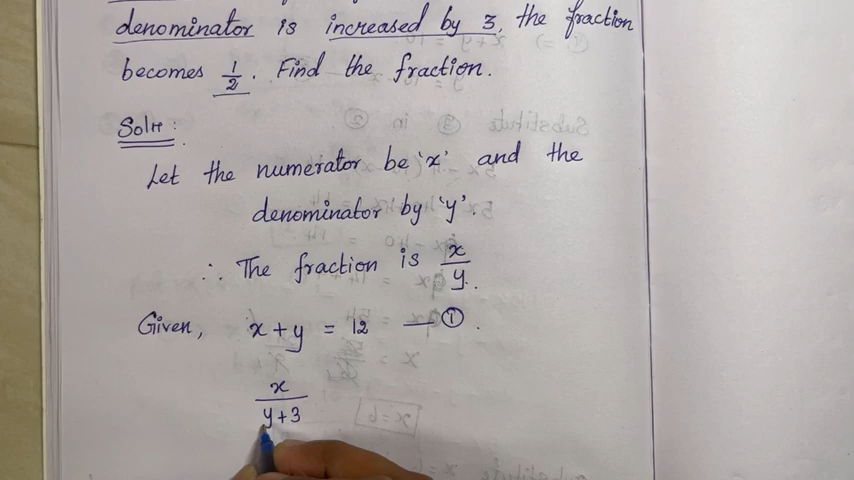 denominator is increased by 3, the fraction
becomes 1/2. Find the fraction.
Soln:
Let the numerator be 'x' and the
denominator by 'y'.
∴ The fraction is x/y.
Given, x + y = 12 — ①.
x/(y+3)